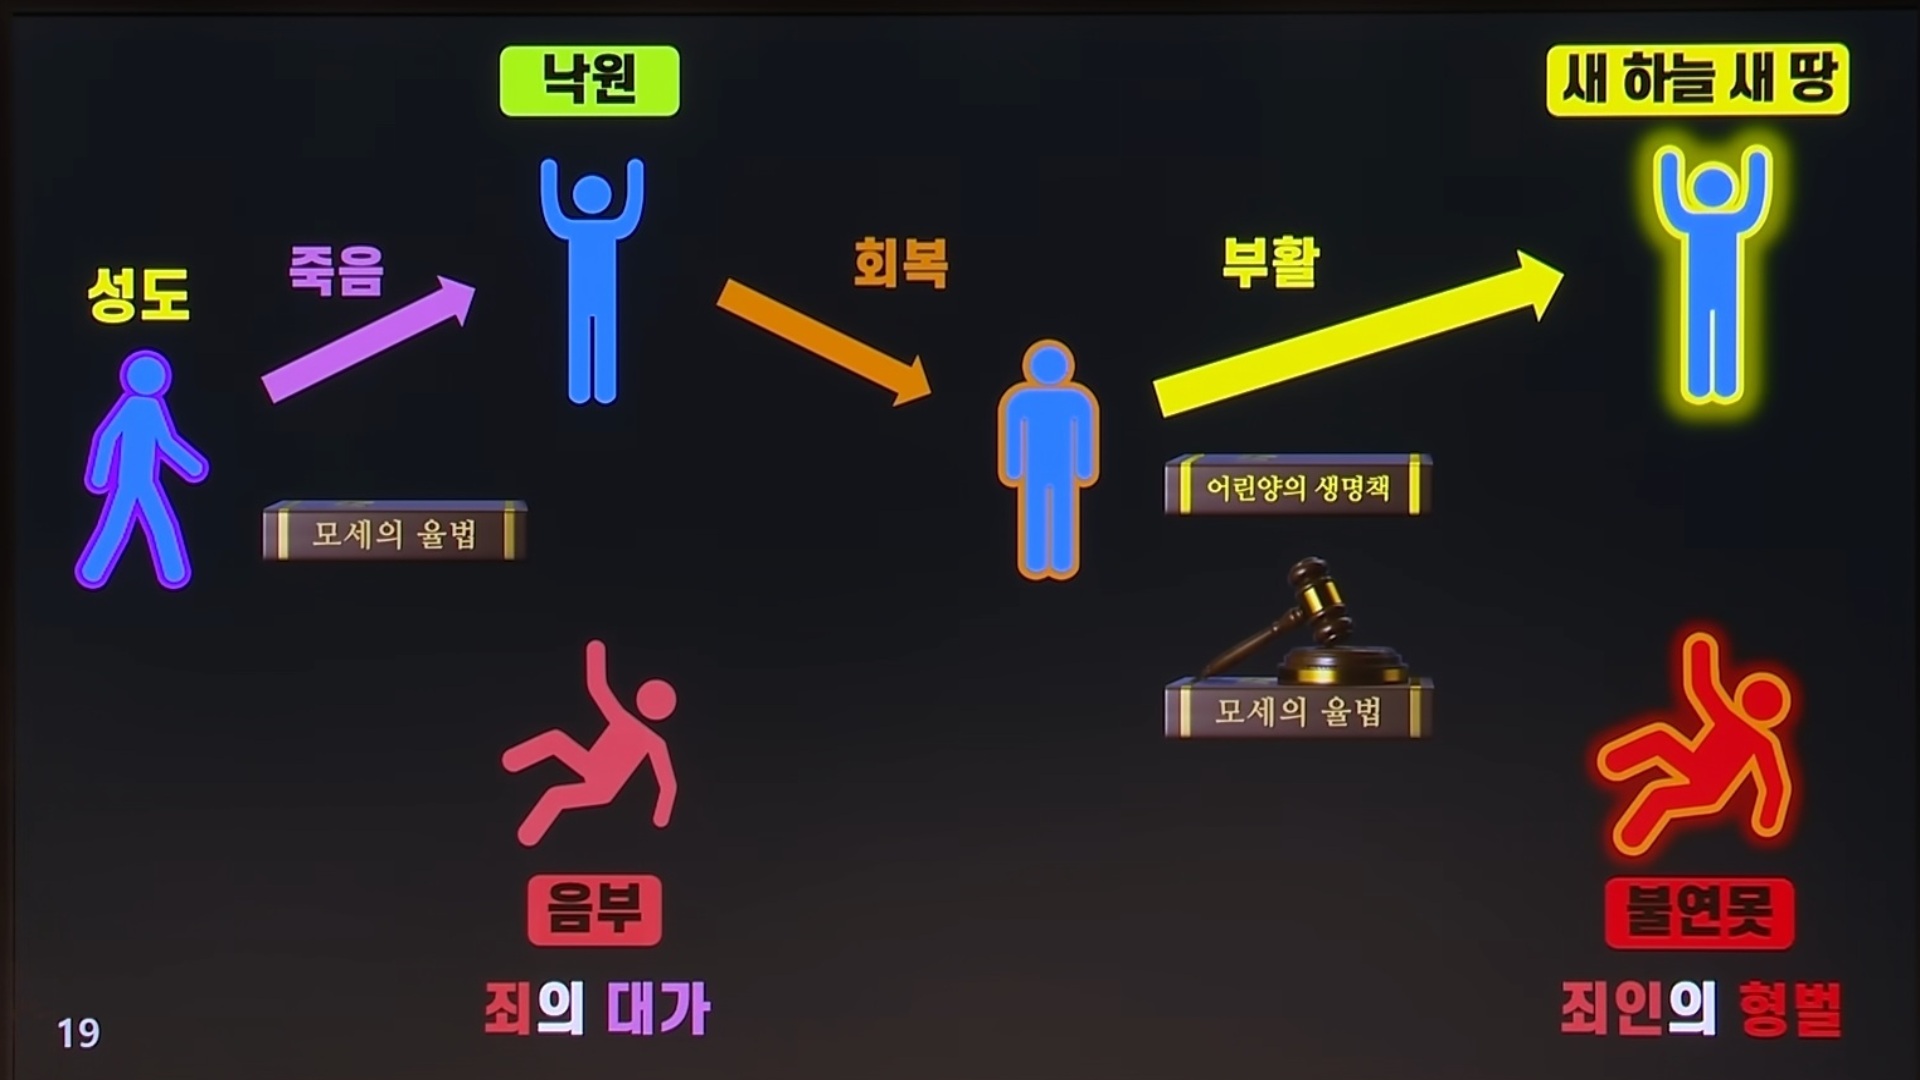 낙원
새 하늘 새 땅
성도
죽음
회복
부활
모세의 율법
어린양의 생명책
모세의 율법
음부
불연못
죄의 대가
죄인의 형벌
19